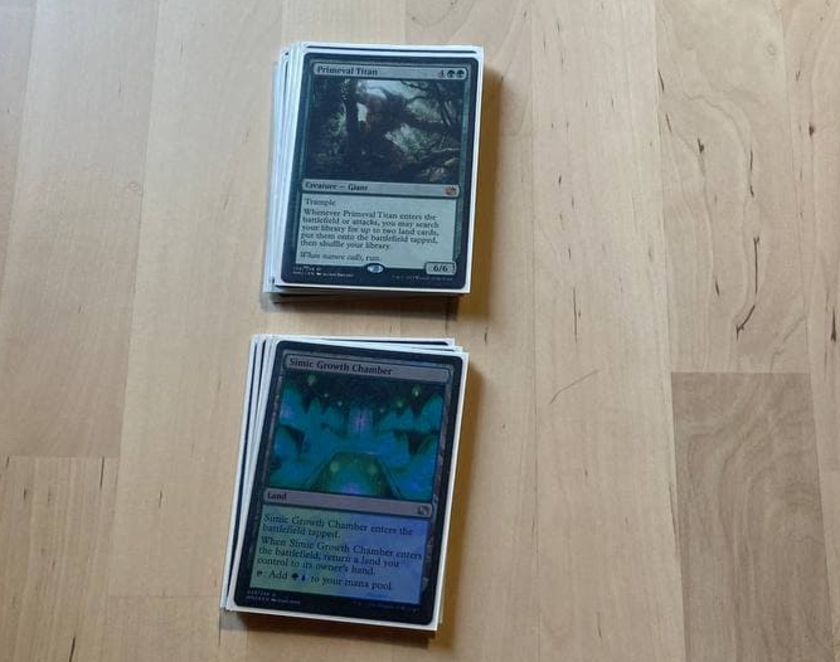 Primeval Titan 4
Creature — Giant
Trample
Whenever Primeval Titan enters the
battlefield or attacks, you may search
your library for up to two land cards,
put them onto the battlefield tapped,
then shuffle your library.
When nature calls, run.
6/6
Simic Growth Chamber
Land
Simic Growth Chamber enters the
battlefield tapped.
When Simic Growth Chamber enters
the battlefield, return a land you
control to its owner's hand.
: Add to your mana pool.